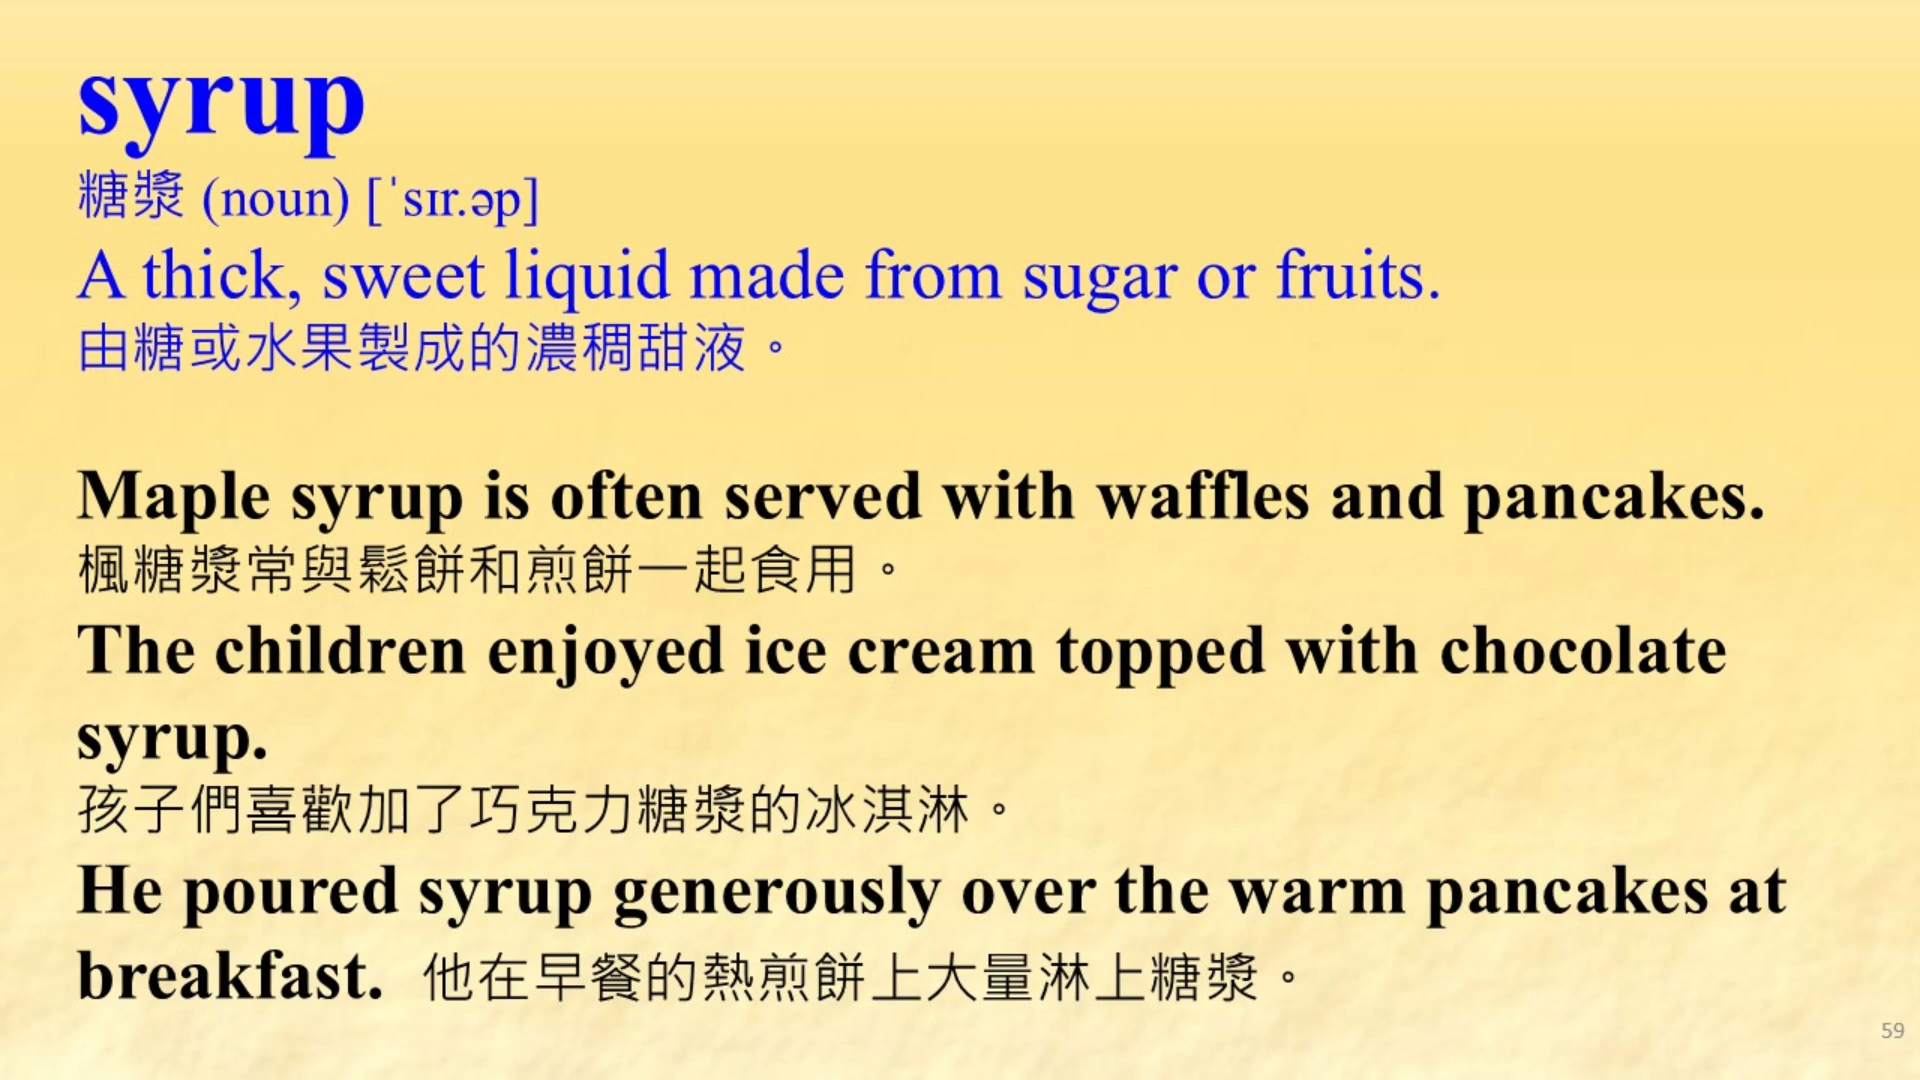 syrup
糖漿 (noun) [ˈsɪr.əp]
A thick, sweet liquid made from sugar or fruits.
由糖或水果製成的濃稠甜液。
Maple syrup is often served with waffles and pancakes.
楓糖漿常與鬆餅和煎餅一起食用。
The children enjoyed ice cream topped with chocolate
syrup.
孩子們喜歡加了巧克力糖漿的冰淇淋。
He poured syrup generously over the warm pancakes at
breakfast. 他在早餐的熱煎餅上大量淋上糖漿。
59